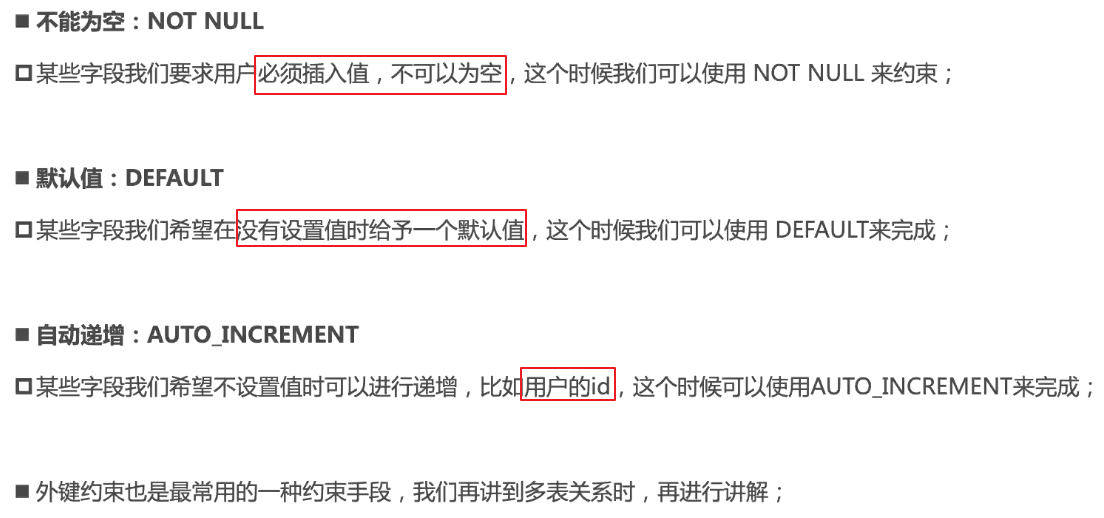 ■ 不能为空：NOT NULL
□ 某些字段我们要求用户必须插入值，不可以为空，这个时候我们可以使用 NOT NULL 来约束；
■ 默认值：DEFAULT
□ 某些字段我们希望在没有设置值时给予一个默认值，这个时候我们可以使用 DEFAULT来完成；
■ 自动递增：AUTO_INCREMENT
□ 某些字段我们希望不设置值时可以进行递增，比如用户的id，这个时候可以使用AUTO_INCREMENT来完成；
■ 外键约束也是最常用的一种约束手段，我们再讲到多表关系时，再进行讲解；